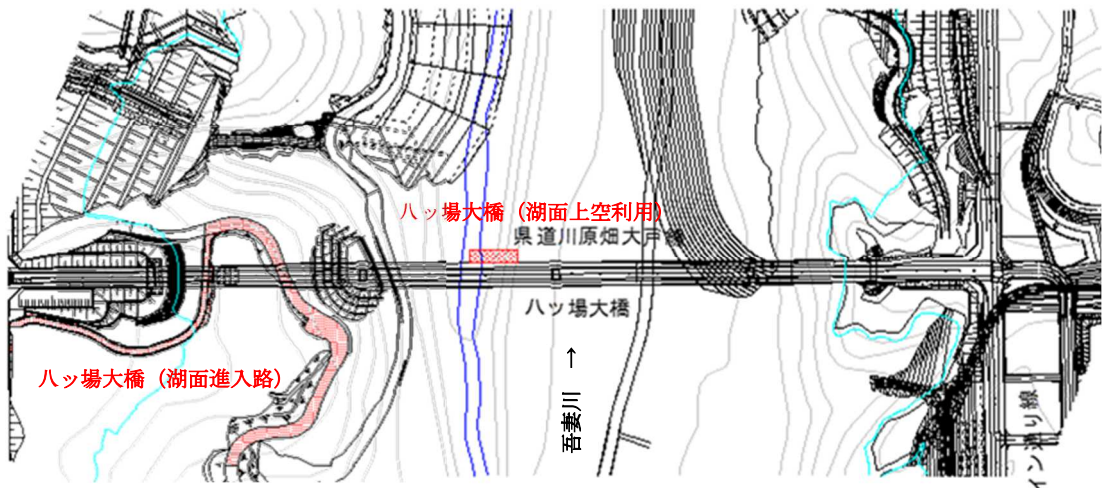 八ッ場大橋（湖面上空利用）
県道川原畑大戸線
八ッ場大橋
八ッ場大橋（湖面進入路）
吾妻川 →
イン通り線